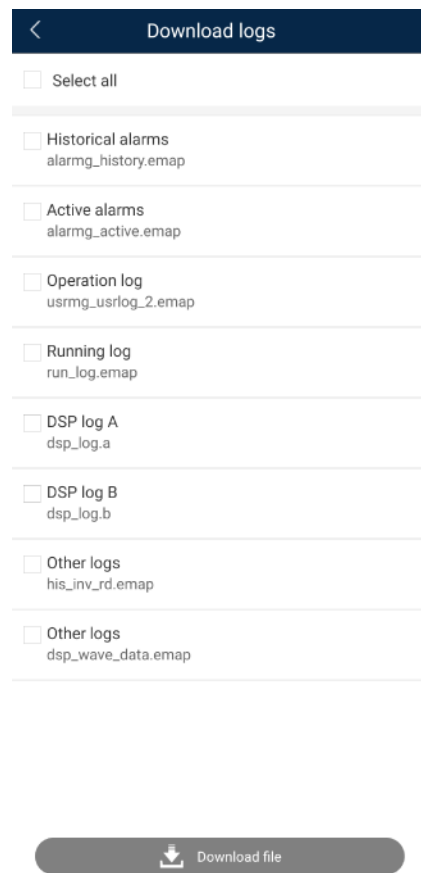 Download logs
Select all
Historical alarms
alarmg_history.emap
Active alarms
alarmg_active.emap
Operation log
usrmg_usrlog_2.emap
Running log
run_log.emap
DSP log A
dsp_log.a
DSP log B
dsp_log.b
Other logs
his_inv_rd.emap
Other logs
dsp_wave_data.emap
Download file